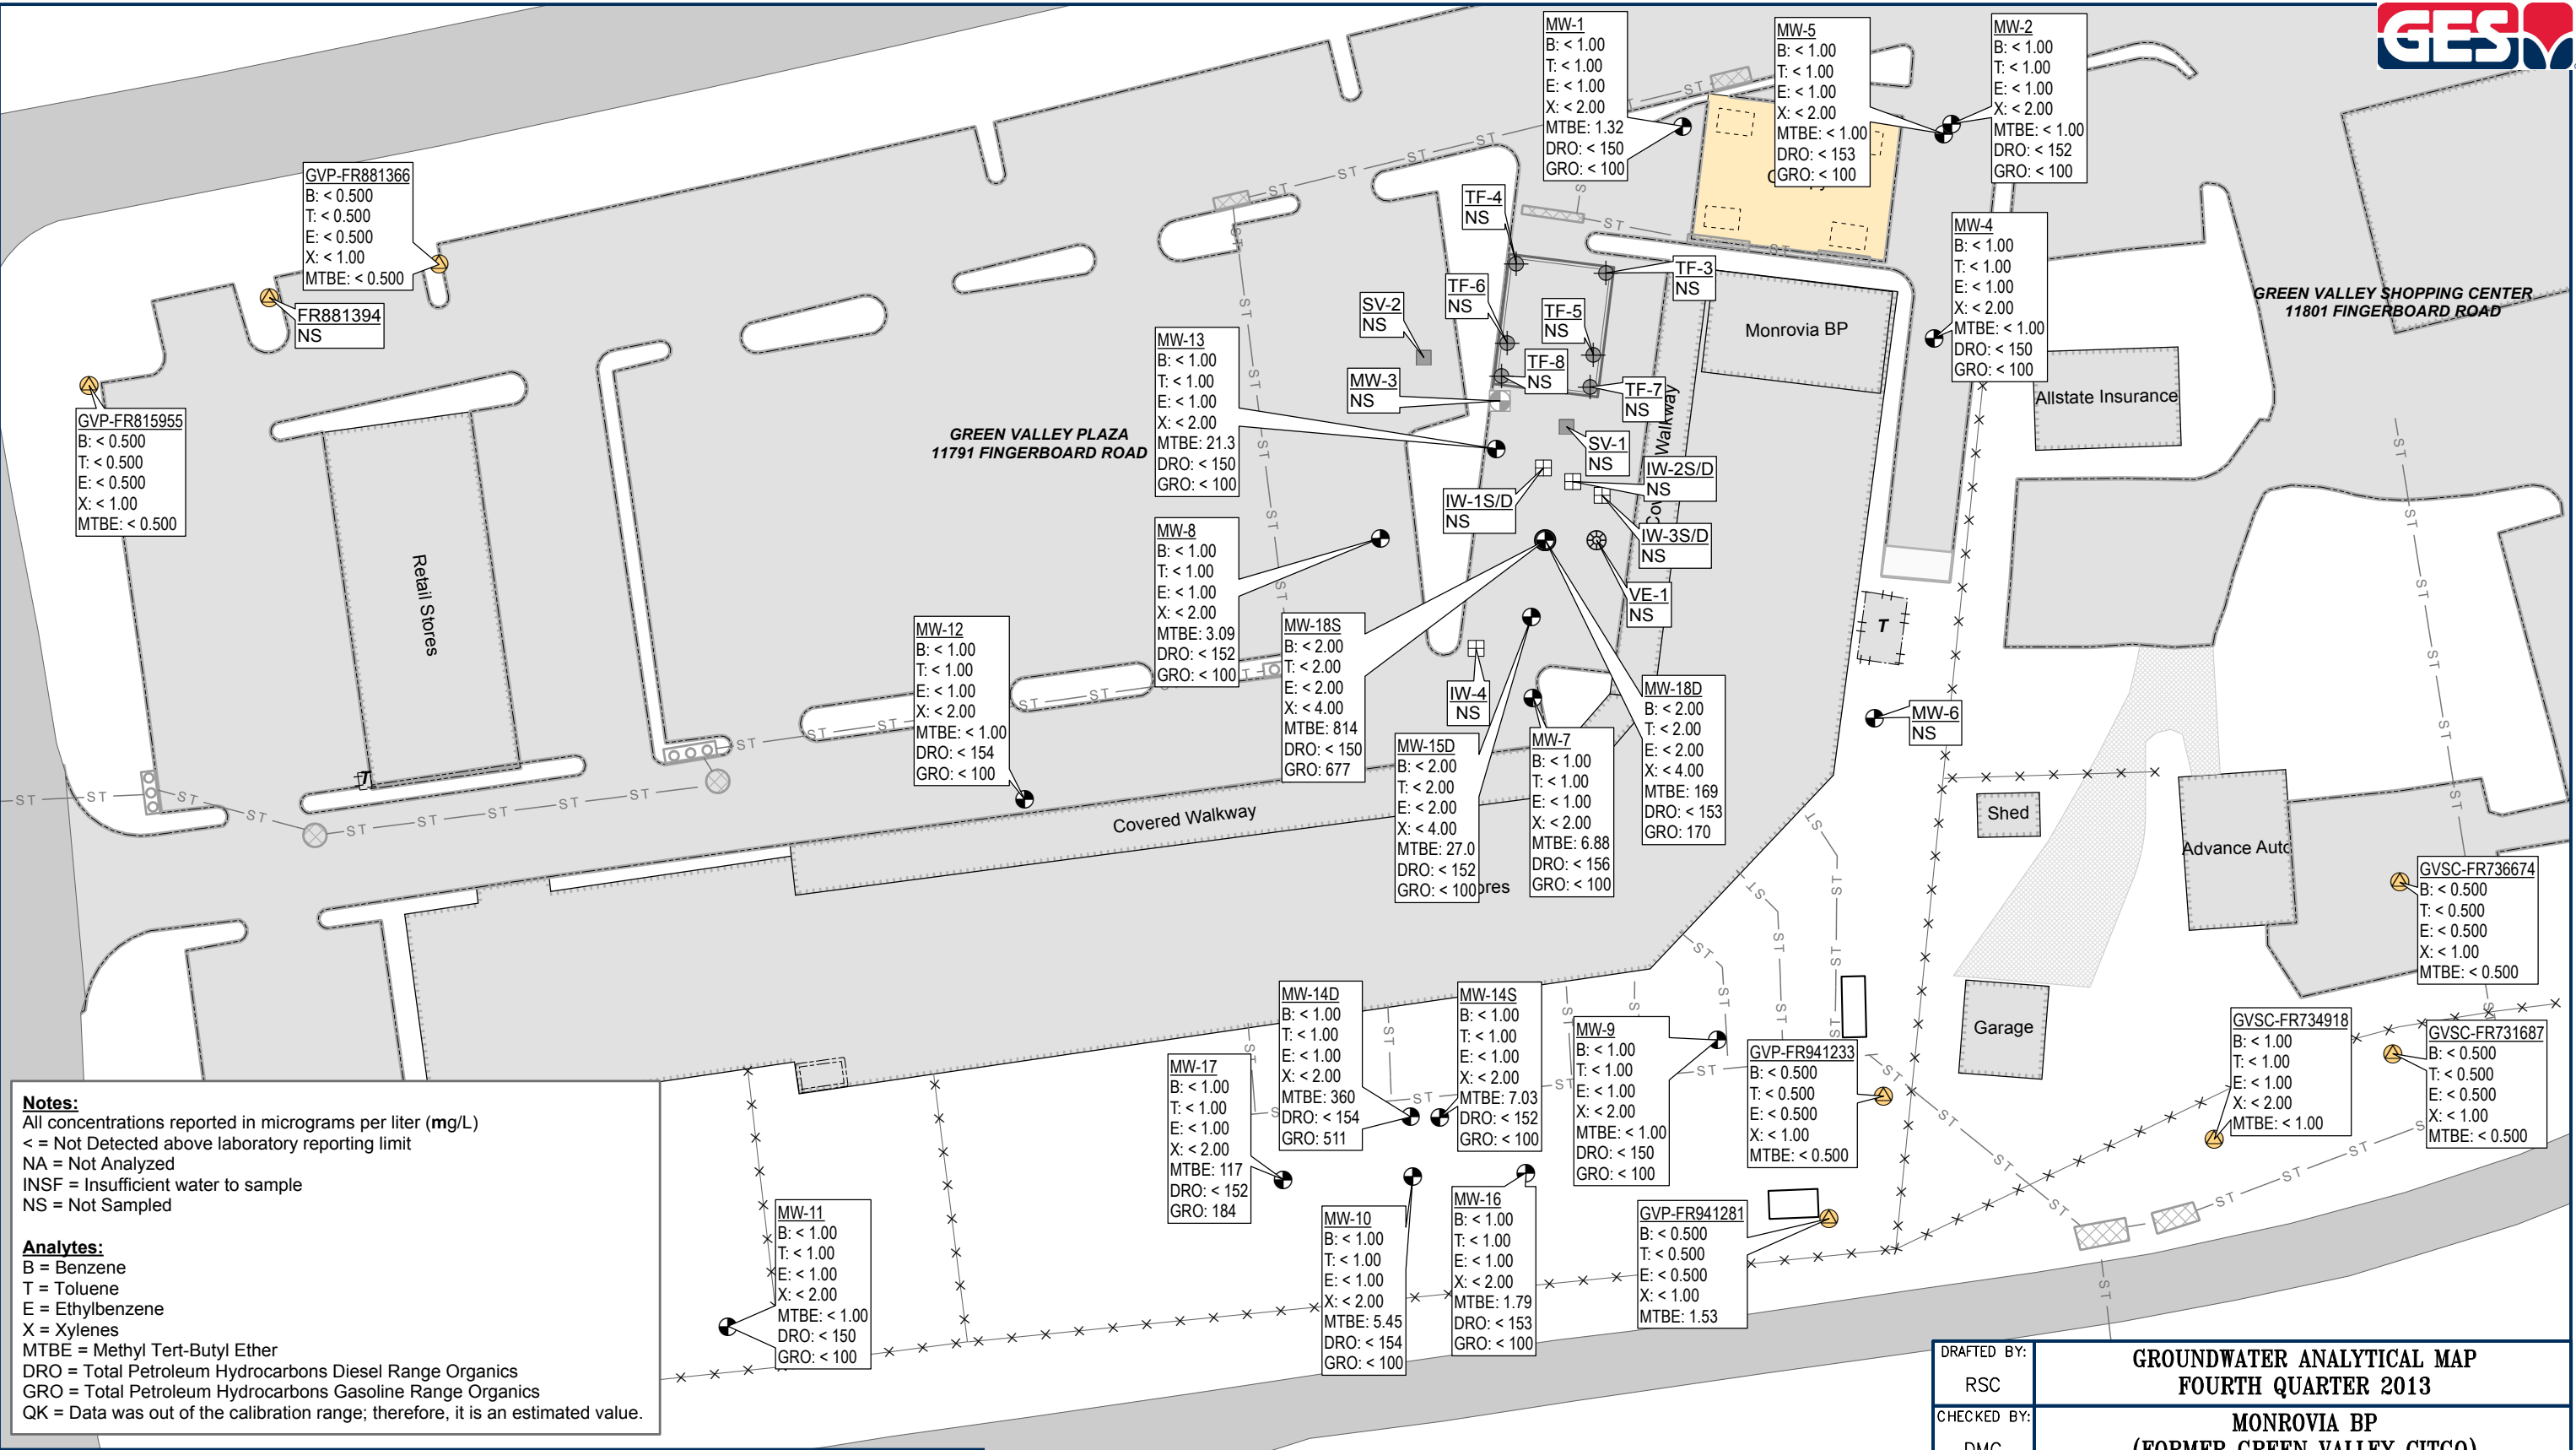 GES
MW-1
B: < 1.00
T: < 1.00
E: < 1.00
X: < 2.00
MTBE: 1.32
DRO: < 150
GRO: < 100
MW-5
B: < 1.00
T: < 1.00
E: < 1.00
X: < 2.00
MTBE: < 1.00
DRO: < 153
GRO: < 100
MW-2
B: < 1.00
T: < 1.00
E: < 1.00
X: < 2.00
MTBE: < 1.00
DRO: < 152
GRO: < 100
GVP-FR881366
B: < 0.500
T: < 0.500
E: < 0.500
X: < 1.00
MTBE: < 0.500
FR881394
NS
GVP-FR815955
B: < 0.500
T: < 0.500
E: < 0.500
X: < 1.00
MTBE: < 0.500
TF-4
NS
TF-3
NS
TF-6
NS
TF-5
NS
TF-8
NS
TF-7
NS
SV-2
NS
MW-3
NS
SV-1
NS
MW-4
B: < 1.00
T: < 1.00
E: < 1.00
X: < 2.00
MTBE: < 1.00
DRO: < 150
GRO: < 100
GREEN VALLEY SHOPPING CENTER
11801 FINGERBOARD ROAD
Monrovia BP
Allstate Insurance
MW-13
B: < 1.00
T: < 1.00
E: < 1.00
X: < 2.00
MTBE: 21.3
DRO: < 150
GRO: < 100
GREEN VALLEY PLAZA
11791 FINGERBOARD ROAD
IW-1S/D
NS
IW-2S/D
NS
IW-3S/D
NS
Walkway
VE-1
NS
MW-8
B: < 1.00
T: < 1.00
E: < 1.00
X: < 2.00
MTBE: 3.09
DRO: < 152
GRO: < 100
Retail Stores
MW-12
B: < 1.00
T: < 1.00
E: < 1.00
X: < 2.00
MTBE: < 1.00
DRO: < 154
GRO: < 100
MW-18S
B: < 2.00
T: < 2.00
E: < 2.00
X: < 4.00
MTBE: 814
DRO: < 150
GRO: 677
IW-4
NS
MW-15D
B: < 2.00
T: < 2.00
E: < 2.00
X: < 4.00
MTBE: 27.0
DRO: < 152
GRO: < 100
MW-7
B: < 1.00
T: < 1.00
E: < 1.00
X: < 2.00
MTBE: 6.88
DRO: < 156
GRO: < 100
MW-18D
B: < 2.00
T: < 2.00
E: < 2.00
X: < 4.00
MTBE: 169
DRO: < 153
GRO: 170
T
MW-6
NS
T
Covered Walkway
Shed
Advance Auto
Garage
GVSC-FR736674
B: < 0.500
T: < 0.500
E: < 0.500
X: < 1.00
MTBE: < 0.500
MW-17
B: < 1.00
T: < 1.00
E: < 1.00
X: < 2.00
MTBE: 117
DRO: < 152
GRO: 184
MW-14D
B: < 1.00
T: < 1.00
E: < 1.00
X: < 2.00
MTBE: 360
DRO: < 154
GRO: 511
MW-14S
B: < 1.00
T: < 1.00
E: < 1.00
X: < 2.00
MTBE: 7.03
DRO: < 152
GRO: < 100
MW-9
B: < 1.00
T: < 1.00
E: < 1.00
X: < 2.00
MTBE: < 1.00
DRO: < 150
GRO: < 100
GVP-FR941233
B: < 0.500
T: < 0.500
E: < 0.500
X: < 1.00
MTBE: < 0.500
GVSC-FR734918
B: < 1.00
T: < 1.00
E: < 1.00
X: < 2.00
MTBE: < 1.00
GVSC-FR731687
B: < 0.500
T: < 0.500
E: < 0.500
X: < 1.00
MTBE: < 0.500
MW-11
B: < 1.00
T: < 1.00
E: < 1.00
X: < 2.00
MTBE: < 1.00
DRO: < 150
GRO: < 100
MW-10
B: < 1.00
T: < 1.00
E: < 1.00
X: < 2.00
MTBE: 5.45
DRO: < 154
GRO: < 100
MW-16
B: < 1.00
T: < 1.00
E: < 1.00
X: < 2.00
MTBE: 1.79
DRO: < 153
GRO: < 100
GVP-FR941281
B: < 0.500
T: < 0.500
E: < 0.500
X: < 1.00
MTBE: 1.53
Notes:
All concentrations reported in micrograms per liter (mg/L)
< = Not Detected above laboratory reporting limit
NA = Not Analyzed
INSF = Insufficient water to sample
NS = Not Sampled
Analytes:
B = Benzene
T = Toluene
E = Ethylbenzene
X = Xylenes
MTBE = Methyl Tert-Butyl Ether
DRO = Total Petroleum Hydrocarbons Diesel Range Organics
GRO = Total Petroleum Hydrocarbons Gasoline Range Organics
QK = Data was out of the calibration range; therefore, it is an estimated value.
DRAFTED BY:
RSC
CHECKED BY:
GROUNDWATER ANALYTICAL MAP
FOURTH QUARTER 2013
MONROVIA BP
(FORMER GREEN VALLEY CITGO)